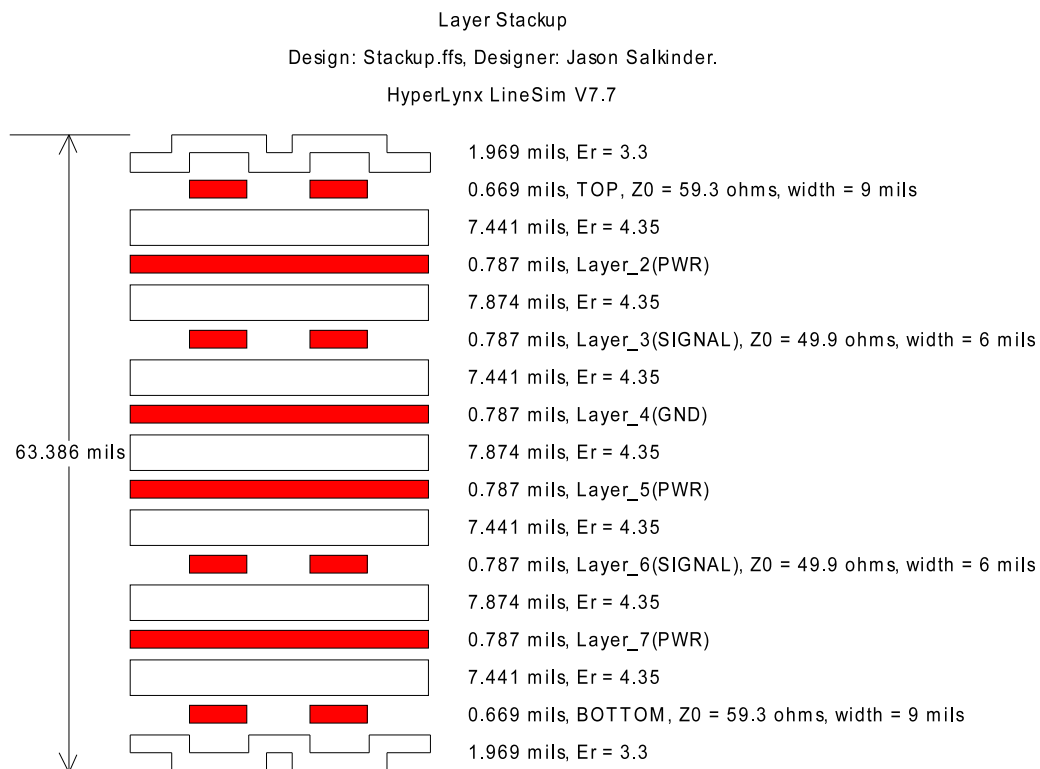 Layer Stackup
Design: Stackup.ffs, Designer: Jason Salkinder.
HyperLynx LineSim V7.7
1.969 mils, Er = 3.3
0.669 mils, TOP, Z0 = 59.3 ohms, width = 9 mils
7.441 mils, Er = 4.35
0.787 mils, Layer_2(PWR)
7.874 mils, Er = 4.35
0.787 mils, Layer_3(SIGNAL), Z0 = 49.9 ohms, width = 6 mils
7.441 mils, Er = 4.35
0.787 mils, Layer_4(GND)
63.386 mils
7.874 mils, Er = 4.35
0.787 mils, Layer_5(PWR)
7.441 mils, Er = 4.35
0.787 mils, Layer_6(SIGNAL), Z0 = 49.9 ohms, width = 6 mils
7.874 mils, Er = 4.35
0.787 mils, Layer_7(PWR)
7.441 mils, Er = 4.35
0.669 mils, BOTTOM, Z0 = 59.3 ohms, width = 9 mils
1.969 mils, Er = 3.3